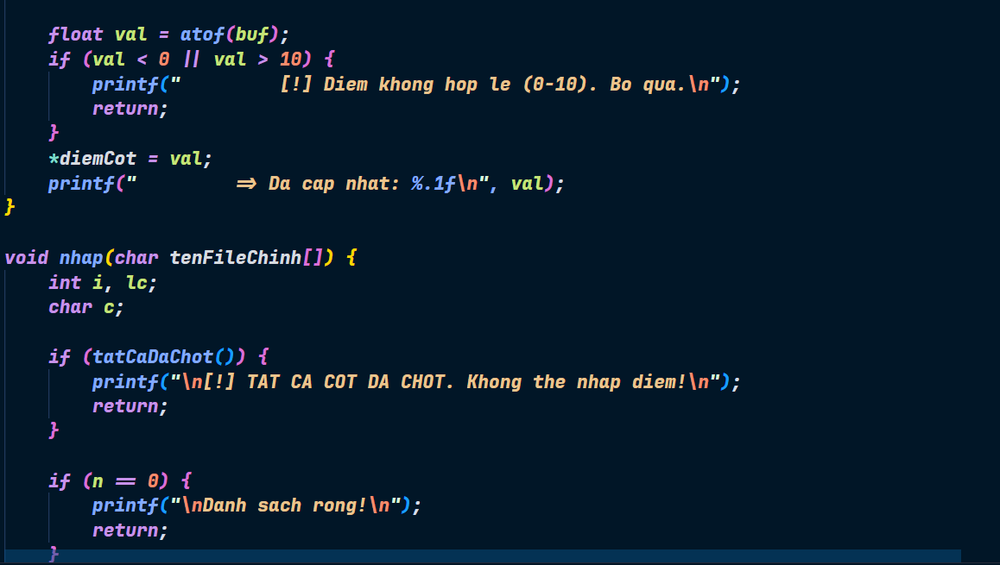 float val = atof(buf);
if (val < 0 || val > 10) {
printf("         [!] Diem khong hop le (0-10). Bo qua.\n");
return;
}
*diemCot = val;
printf("         => Da cap nhat: %.1f\n", val);
}
void nhap(char tenFileChinh[]) {
int i, lc;
char c;
if (tatCaDaChot()) {
printf("\n[!] TAT CA COT DA CHOT. Khong the nhap diem!\n");
return;
}
if (n == 0) {
printf("\nDanh sach rong!\n");
return;
}